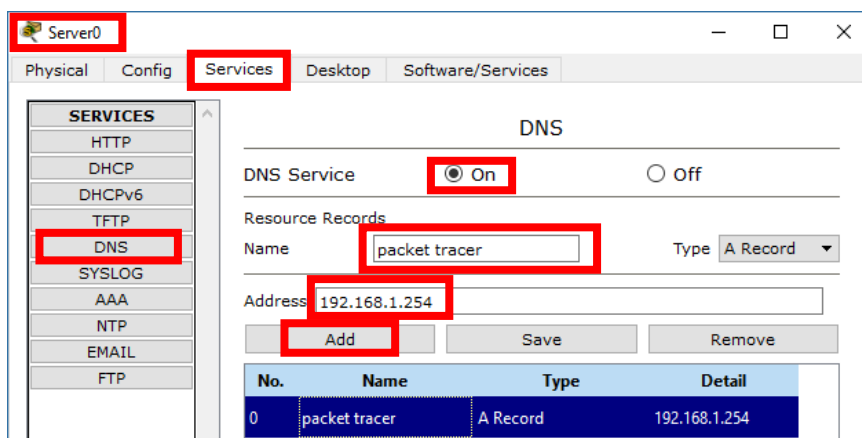 Server0
Physical Config Services Desktop Software/Services
SERVICES
HTTP
DHCP
DHCPv6
TFTP
DNS
SYSLOG
AAA
NTP
EMAIL
FTP
DNS
DNS Service On Off
Resource Records
Name packet tracer Type A Record
Address 192.168.1.254
Add Save Remove
No. Name Type Detail
0 packet tracer A Record 192.168.1.254